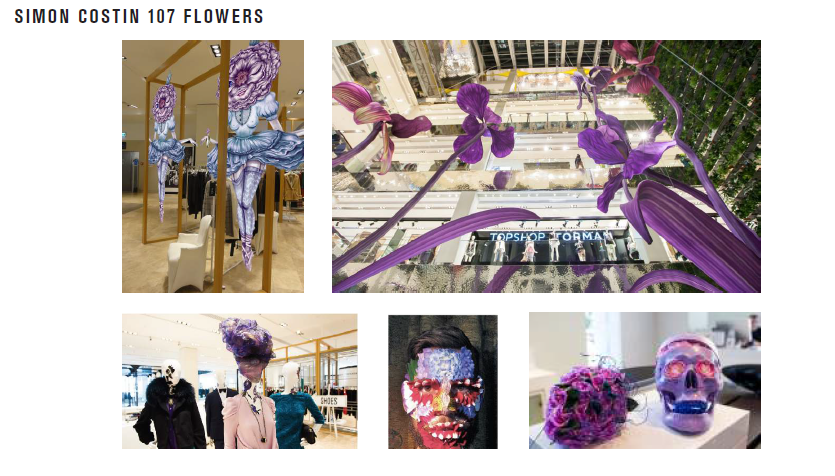 SIMON COSTIN 107 FLOWERS
TOPSHOP TOPMAN
SHOES